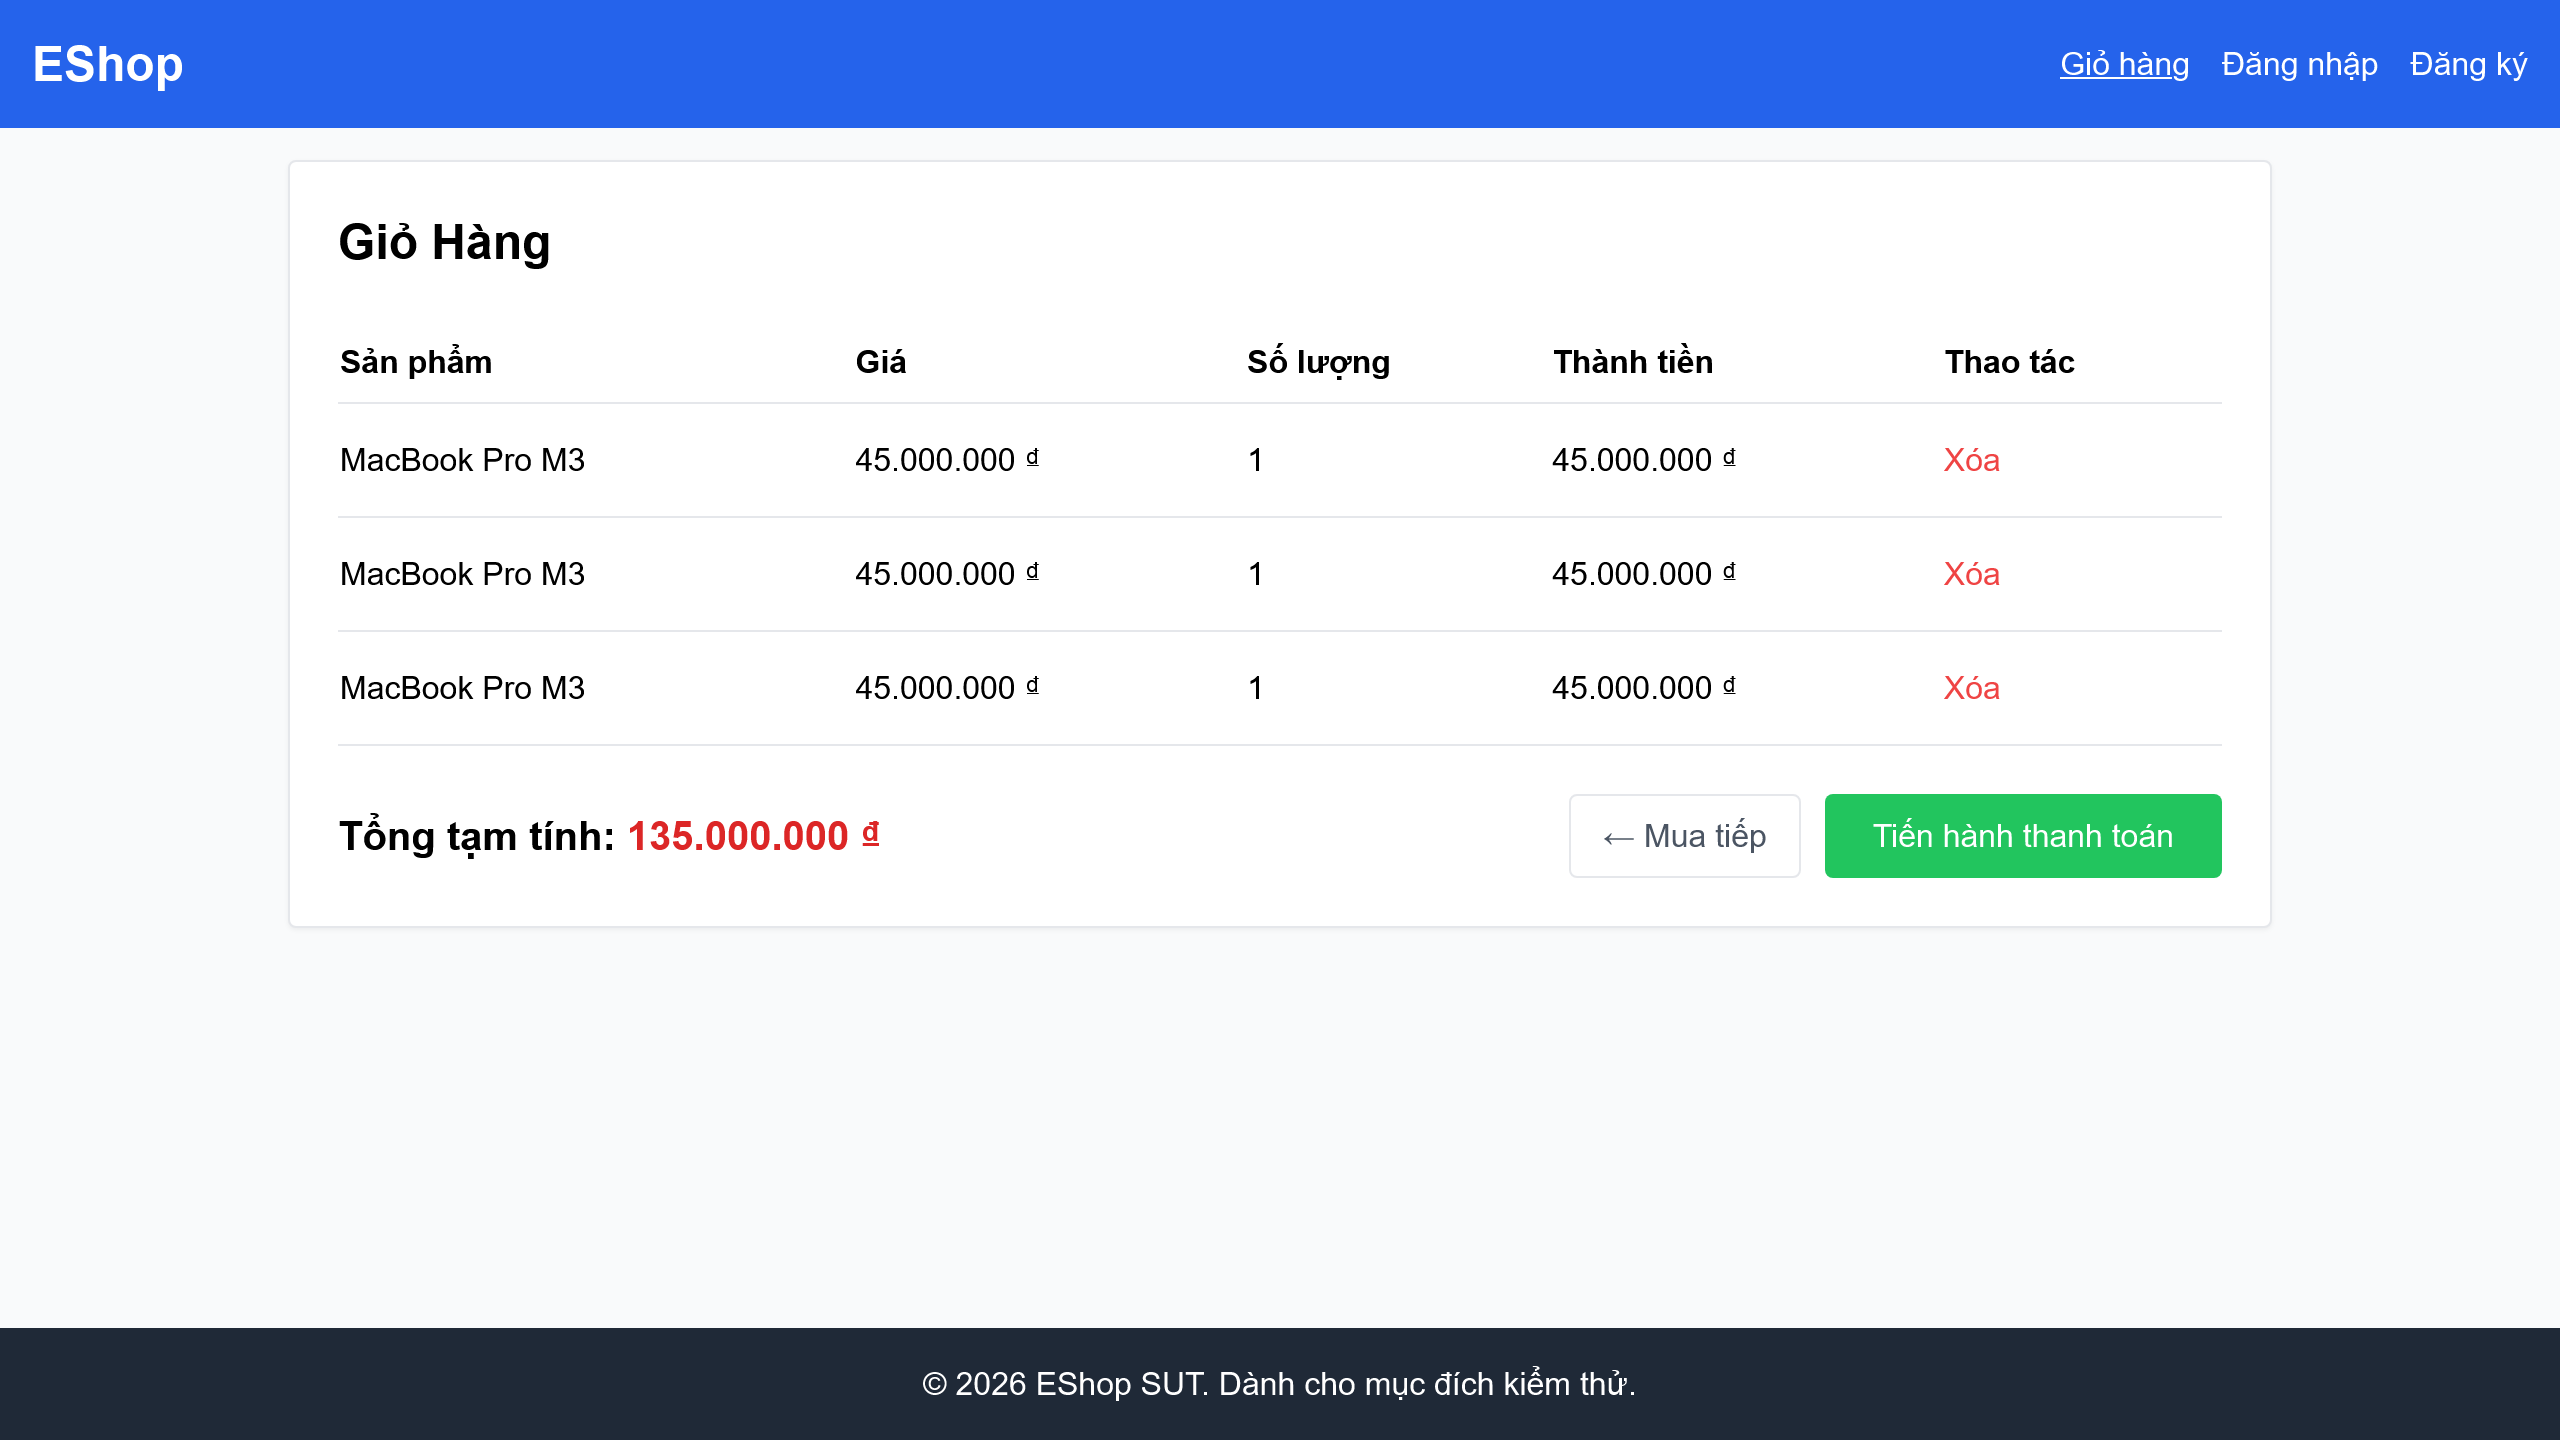 EShop
Giỏ hàng Đăng nhập Đăng ký
Giỏ Hàng
Sản phẩm Giá Số lượng Thành tiền Thao tác
MacBook Pro M3 45.000.000 ₫ 1 45.000.000 ₫ Xóa
MacBook Pro M3 45.000.000 ₫ 1 45.000.000 ₫ Xóa
MacBook Pro M3 45.000.000 ₫ 1 45.000.000 ₫ Xóa
Tổng tạm tính: 135.000.000 ₫ ← Mua tiếp Tiến hành thanh toán
© 2026 EShop SUT. Dành cho mục đích kiểm thử.